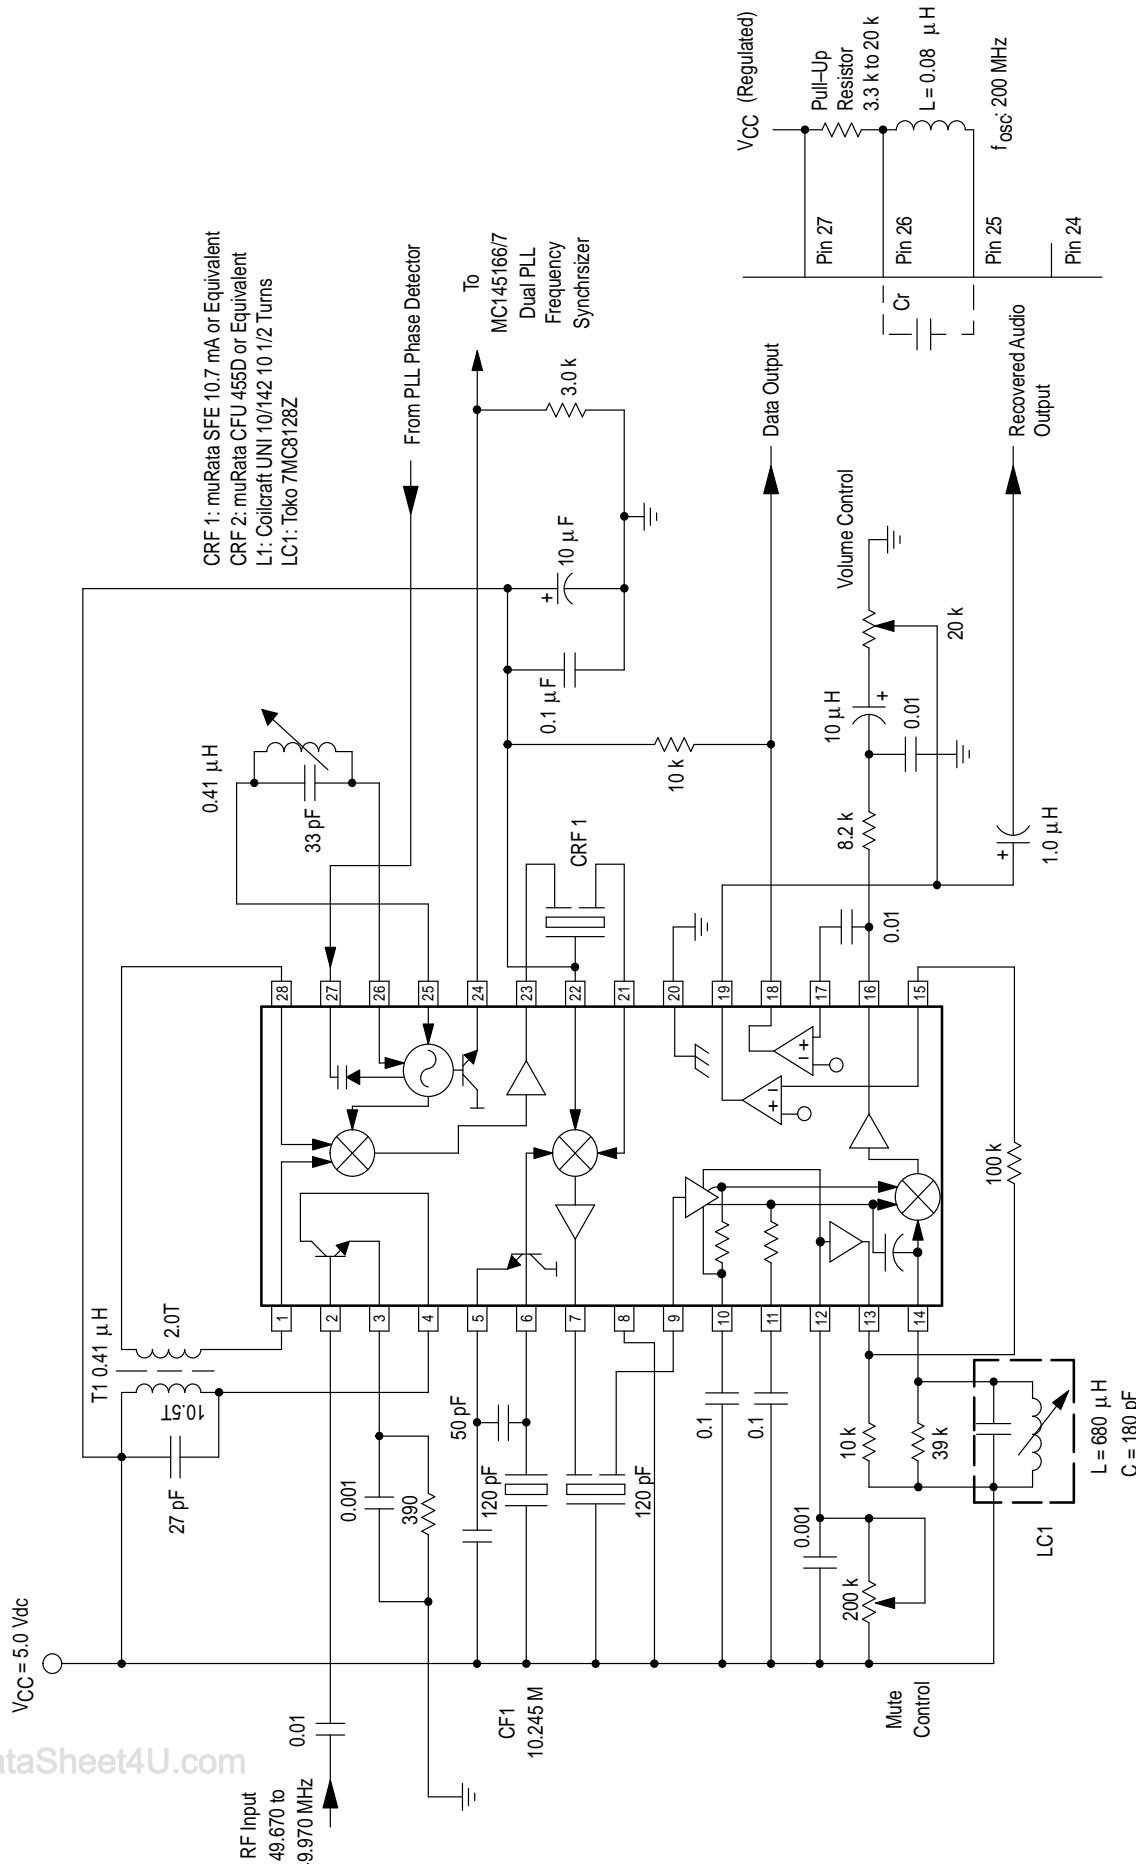 VCC = 5.0 Vdc
RF Input
49.670 to
9.970 MHz
0.01
T1 0.41 µH
10.5T
2.0T
27 pF
0.001
390
50 pF
120 pF
CF1
10.245 M
120 pF
0.1
0.1
0.001
200 k
Mute
Control
10 k
39 k
LC1
L = 680 µH
C = 180 pF
100 k
1
2
3
4
5
6
7
8
9
10
11
12
13
14
28
27
26
25
24
23
22
21
20
19
18
17
16
15
+
–
+
–
0.41 µH
33 pF
CRF 1: muRata SFE 10.7 mA or Equivalent
CRF 2: muRata CFU 455D or Equivalent
L1: Coilcraft UNI 10/142 10 1/2 Turns
LC1: Toko 7MC8128Z
From PLL Phase Detector
To
MC145166/7
Dual PLL
Frequency
Synchrsizer
3.0 k
+
10 µF
0.1 µF
CRF 1
10 k
Data Output
0.01
8.2 k
10 µH
+
0.01
Volume Control
20 k
+
1.0 µH
Recovered Audio
Output
VCC (Regulated)
Pull–Up
Resistor
3.3 k to 20 k
L = 0.08 µH
fosc: 200 MHz
Pin 27
Pin 26
Pin 25
Pin 24
Cr
ataSheet4U.com